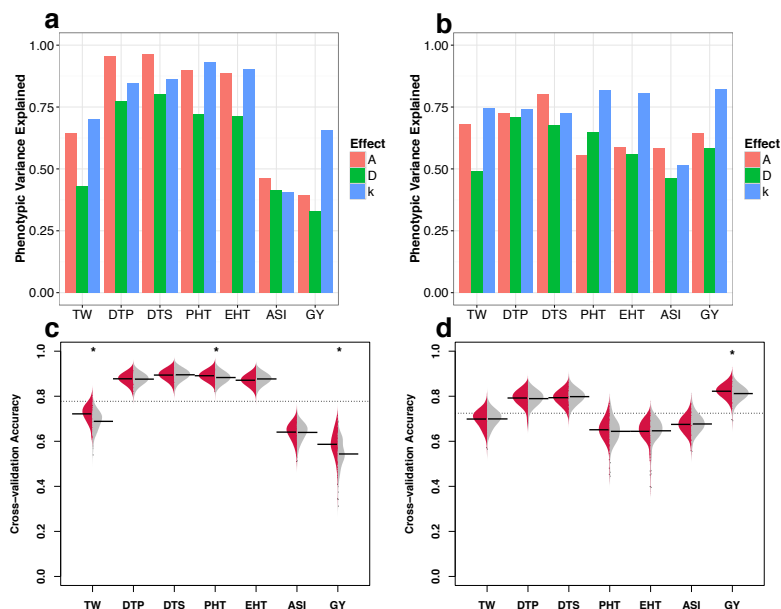 a
Phenotypic Variance Explained
1.00
0.75
0.50
0.25
0.00
TW DTP DTS PHT EHT ASI GY
Effect
A
D
k
b
Phenotypic Variance Explained
1.00
0.75
0.50
0.25
0.00
TW DTP DTS PHT EHT ASI GY
Effect
A
D
k
c
Cross−validation Accuracy
1.0
0.8
0.6
0.4
0.2
0.0
* * *
TW DTP DTS PHT EHT ASI GY
d
Cross−validation Accuracy
1.0
0.8
0.6
0.4
0.2
0.0
*
TW DTP DTS PHT EHT ASI GY